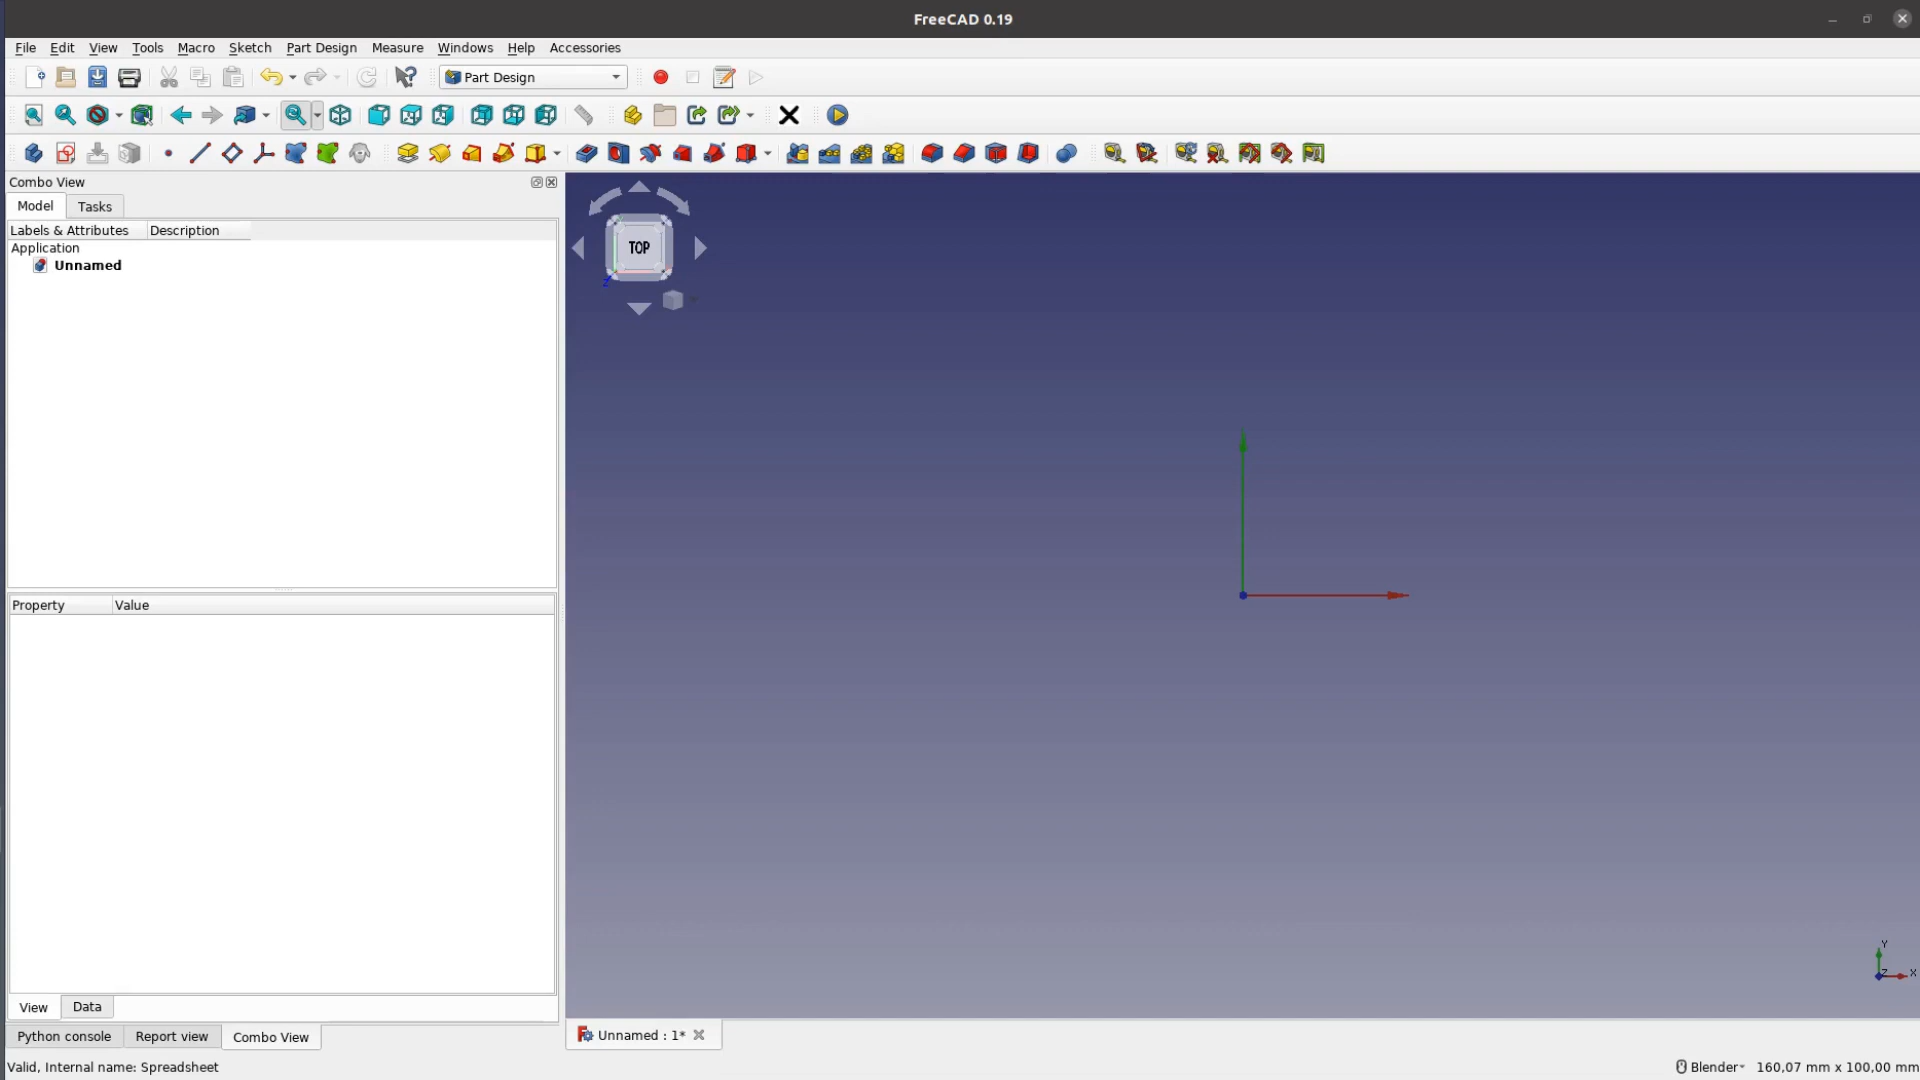 FreeCAD 0.19
File Edit View Tools Macro Sketch Part Design Measure Windows Help Accessories
Part Design
Combo View
Model Tasks
Labels & Attributes Description
Application
Unnamed
TOP
Z
Property Value
Y
Z X
View Data
Python console Report view Combo View
Unnamed : 1*
Valid, Internal name: Spreadsheet
Blender 160,07 mm x 100,00 mm